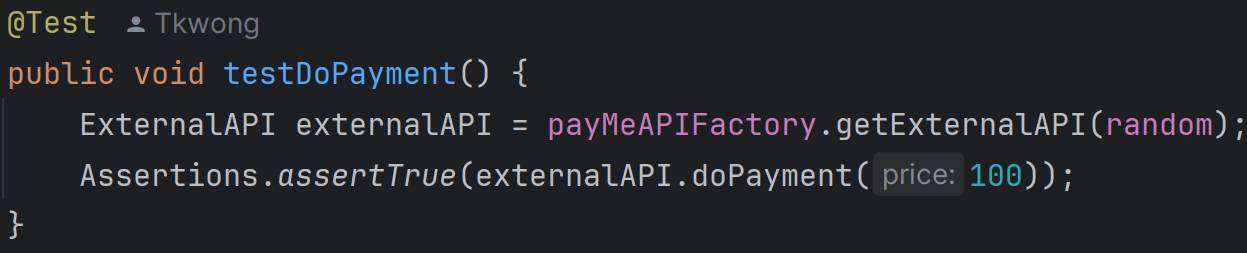 @Test Tkwong
public void testDoPayment() {
    ExternalAPI externalAPI = payMeAPIFactory.getExternalAPI(random);
    Assertions.assertTrue(externalAPI.doPayment( price: 100));
}